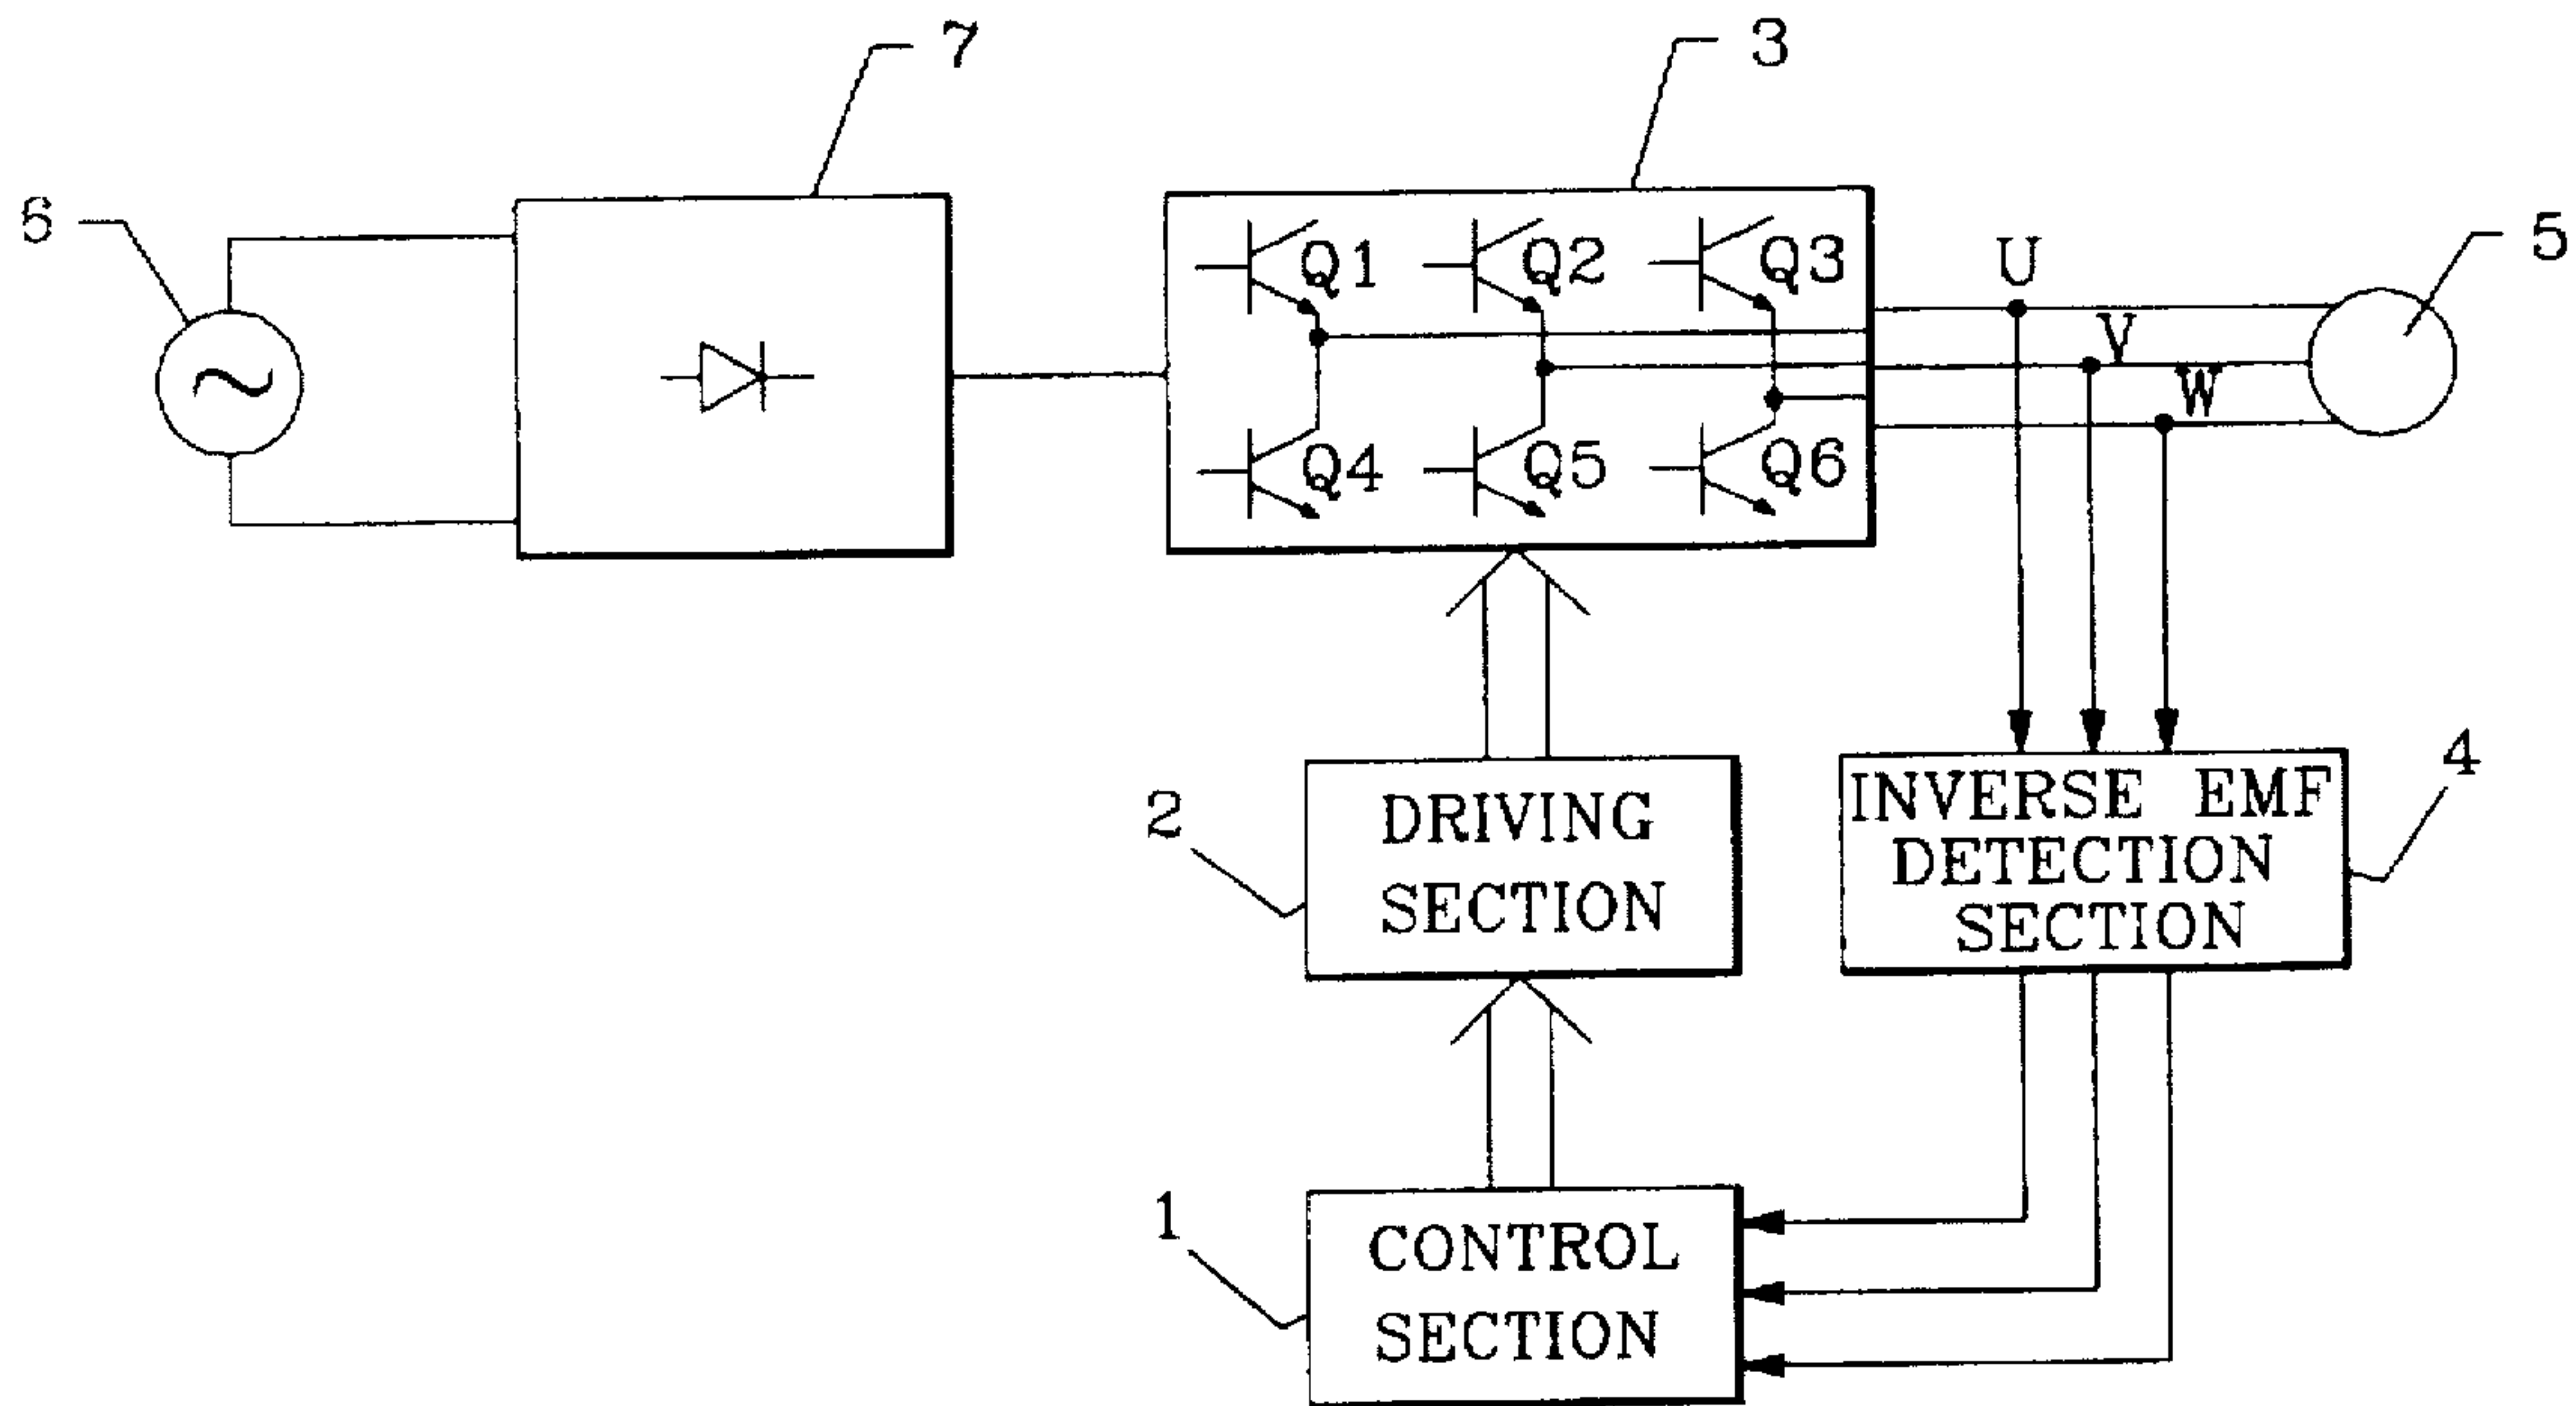 7
3
6
5
Q1
Q2
Q3
U
V
W
Q4
Q5
Q6
2
DRIVING
SECTION
INVERSE EMF
DETECTION
SECTION
4
1
CONTROL
SECTION